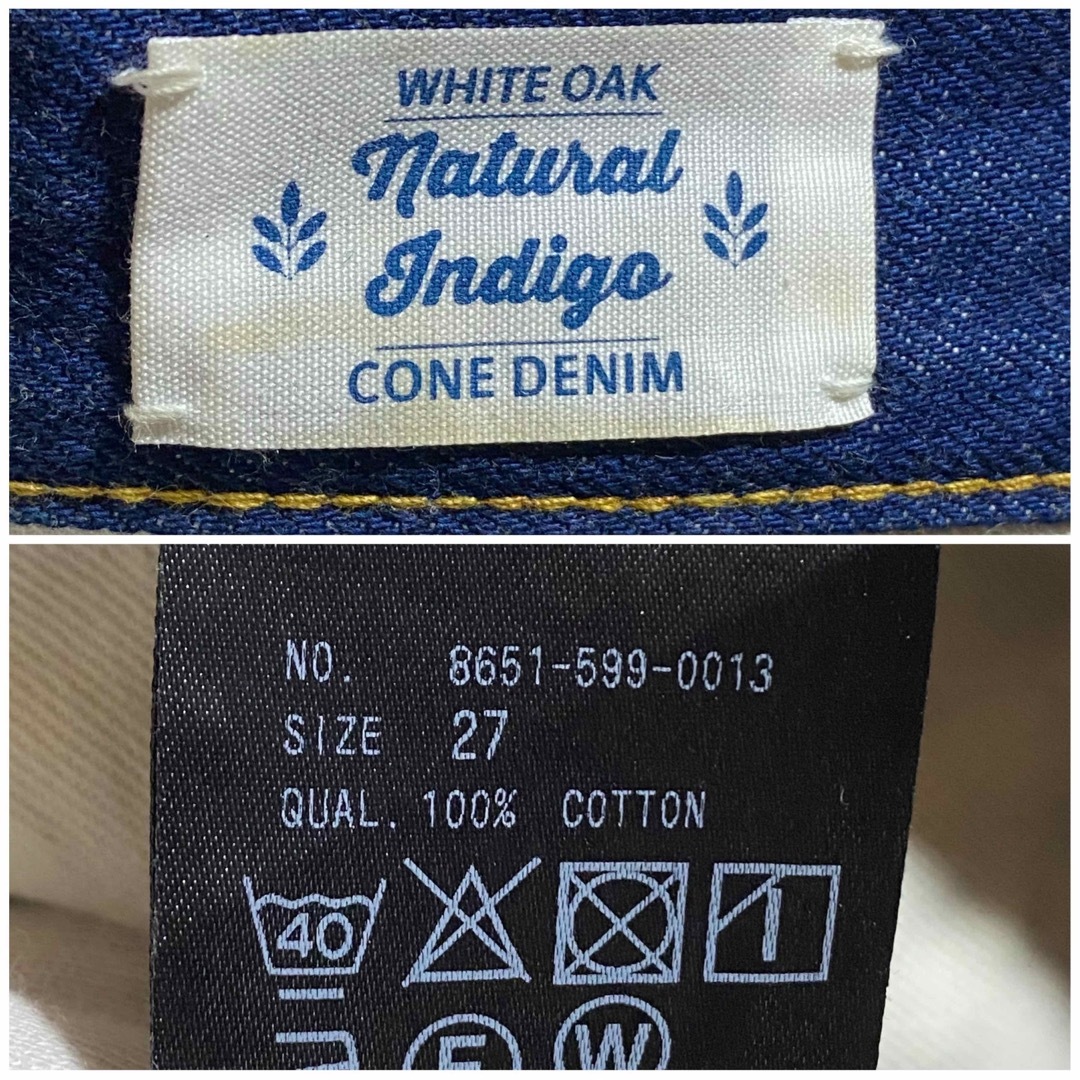 WHITE OAK
Natural
Indigo
CONE DENIM
NO. 8651-599-0013
SIZE 27
QUAL. 100% COTTON
40
F W